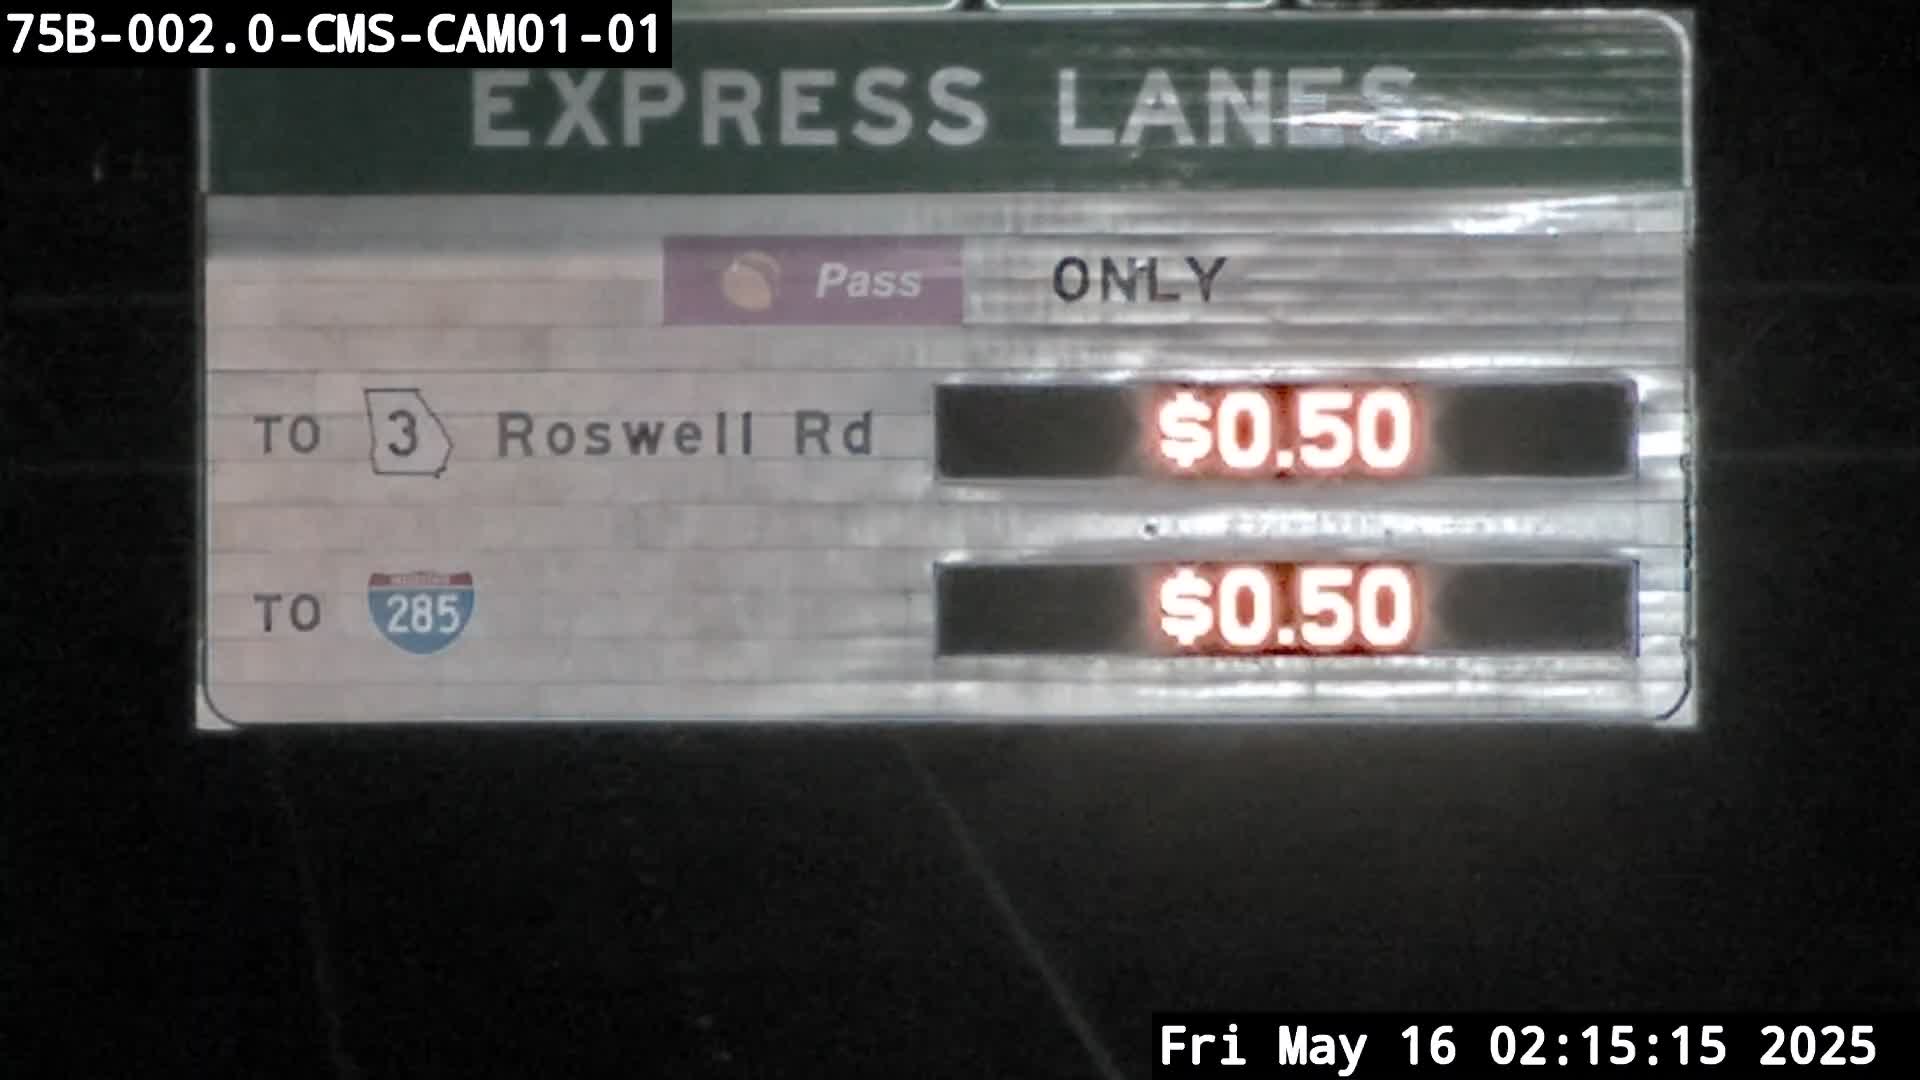 75B-002.0-CMS-CAM01-01
EXPRESS LANES
Pass ONLY
TO 3 Roswell Rd $0.50
TO 285 $0.50
Fri May 16 02:15:15 2025